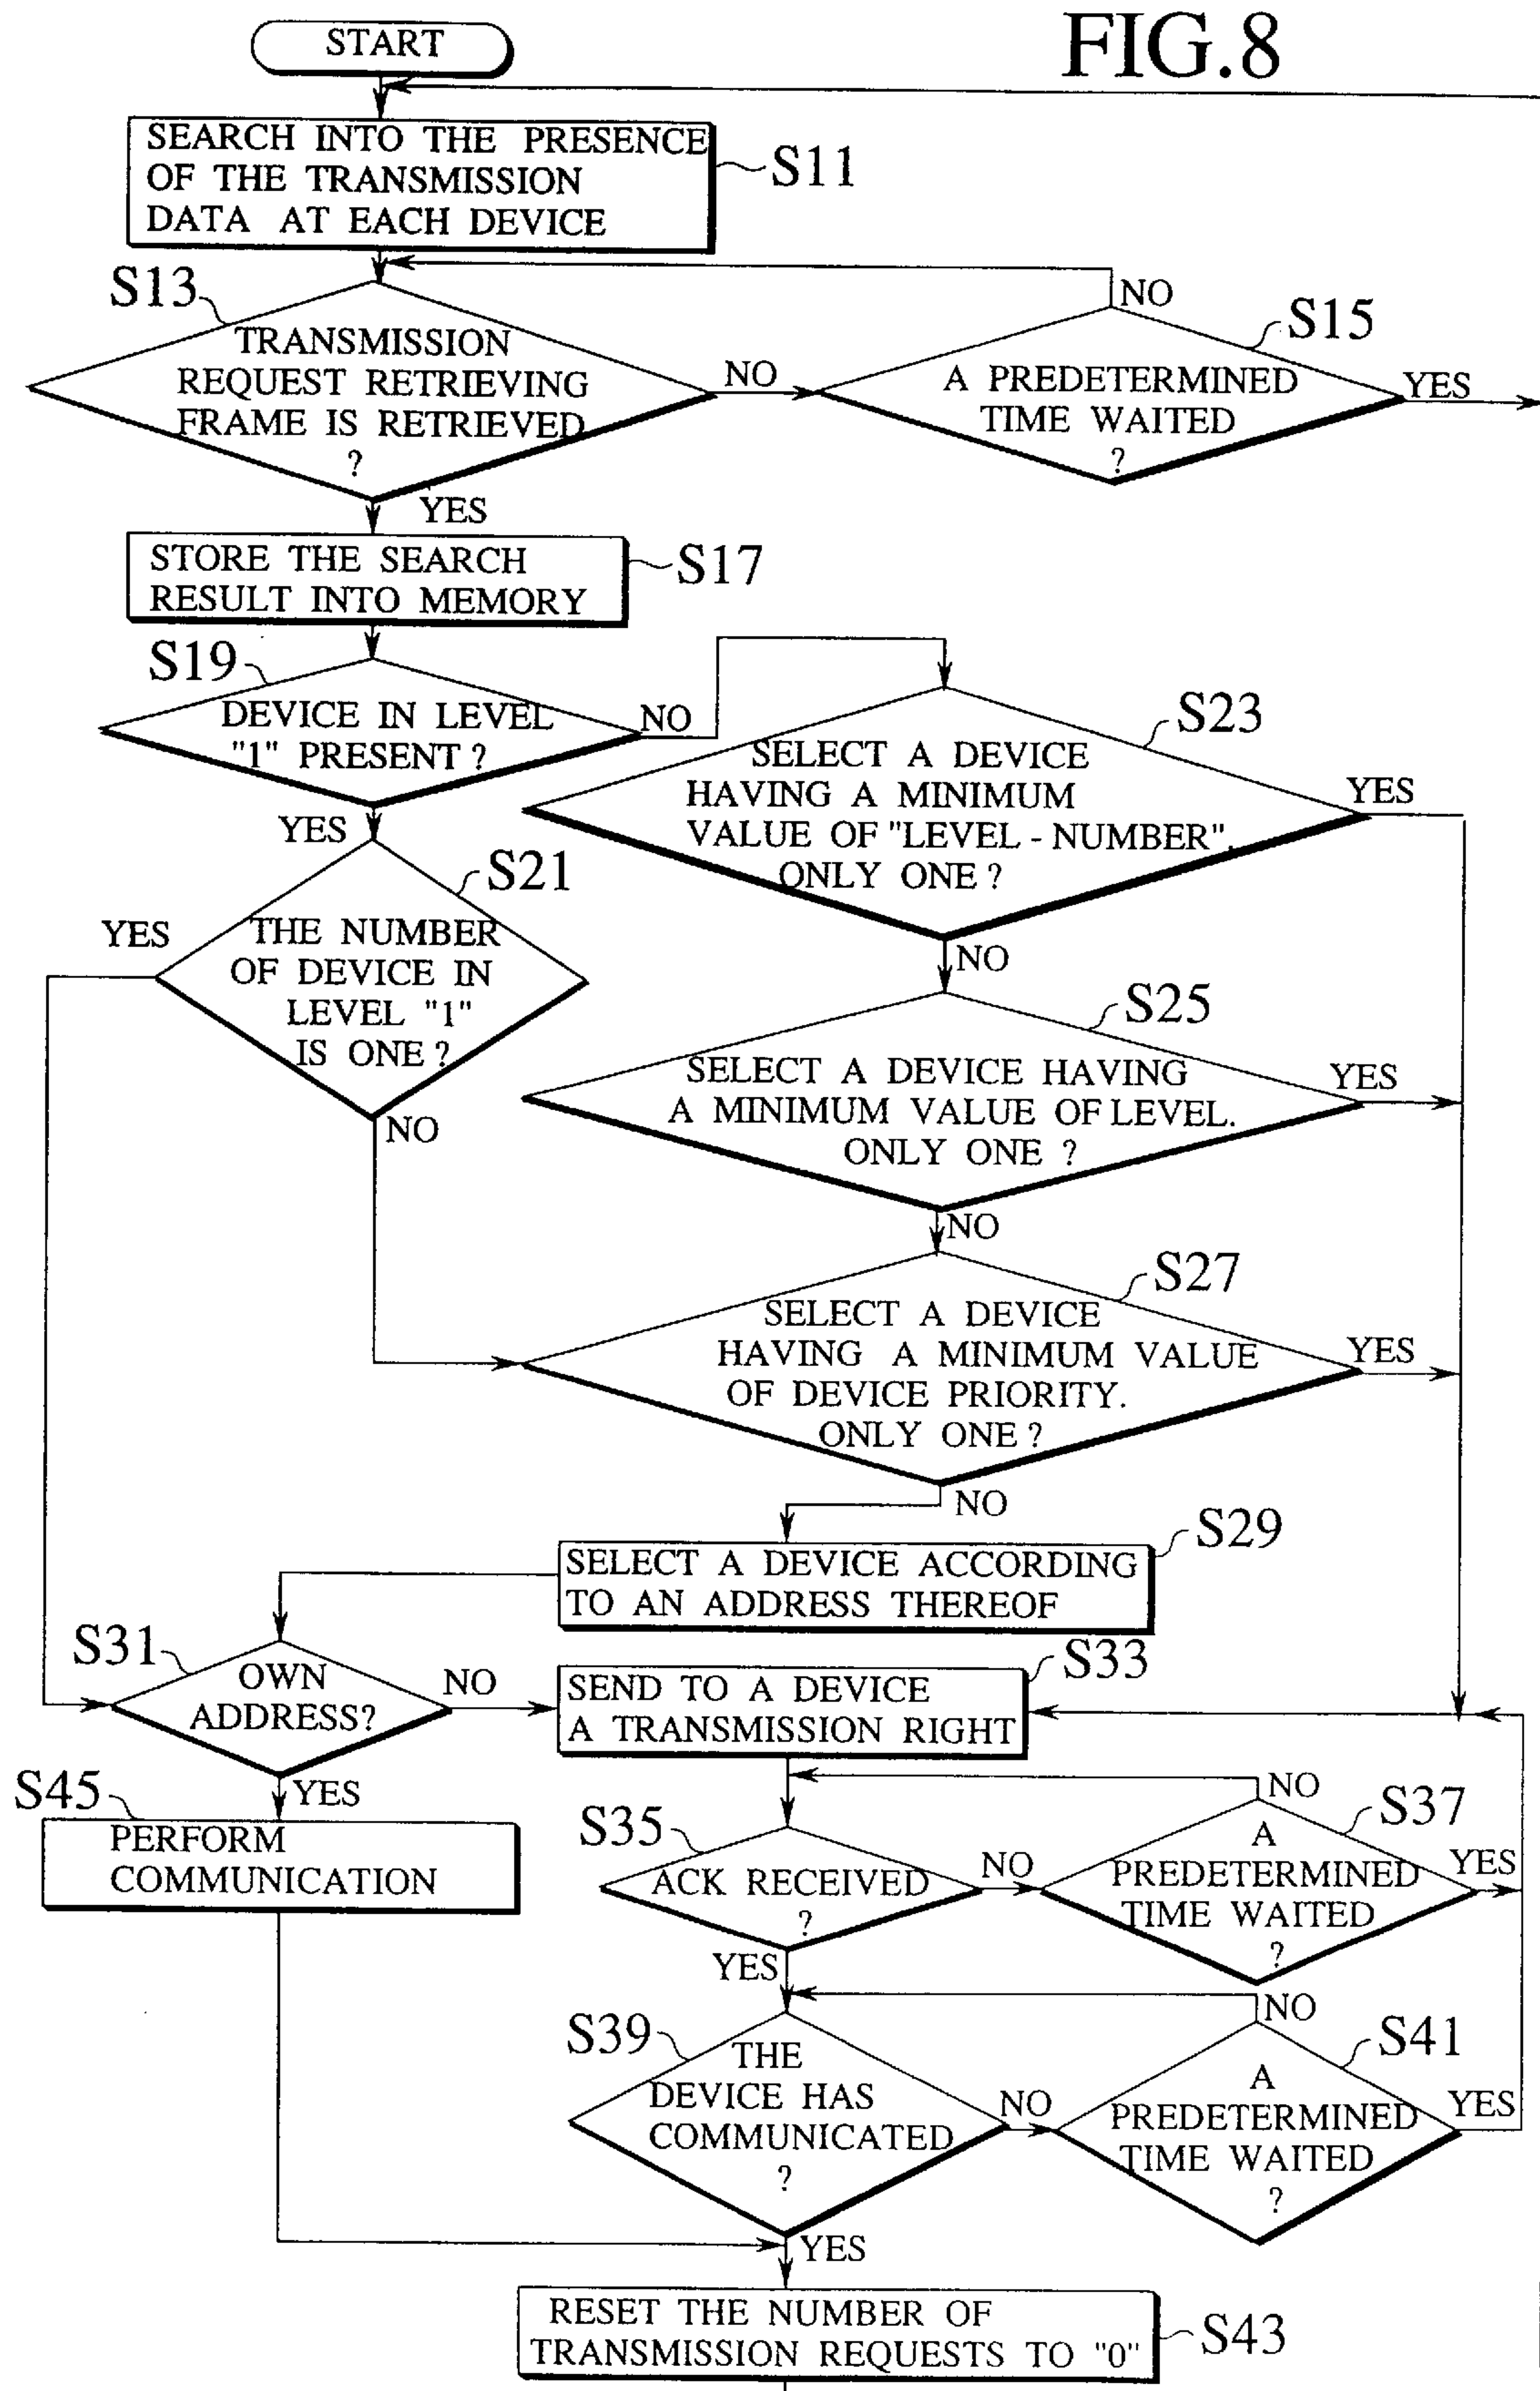 FIG.8
START
SEARCH INTO THE PRESENCE
OF THE TRANSMISSION
DATA AT EACH DEVICE
S11
S13
TRANSMISSION
REQUEST RETRIEVING
FRAME IS RETRIEVED
?
NO
YES
S15
A PREDETERMINED
TIME WAITED
?
NO
YES
STORE THE SEARCH
RESULT INTO MEMORY
S17
S19
DEVICE IN LEVEL
"1" PRESENT ?
NO
YES
S21
THE NUMBER
OF DEVICE IN
LEVEL "1"
IS ONE ?
YES
NO
S23
SELECT A DEVICE
HAVING A MINIMUM
VALUE OF "LEVEL - NUMBER".
ONLY ONE ?
YES
NO
S25
SELECT A DEVICE HAVING
A MINIMUM VALUE OF LEVEL.
ONLY ONE ?
YES
NO
S27
SELECT A DEVICE
HAVING A MINIMUM VALUE
OF DEVICE PRIORITY.
ONLY ONE ?
YES
NO
S29
SELECT A DEVICE ACCORDING
TO AN ADDRESS THEREOF
S31
OWN
ADDRESS?
NO
YES
S33
SEND TO A DEVICE
A TRANSMISSION RIGHT
S45
PERFORM
COMMUNICATION
S35
ACK RECEIVED
?
NO
YES
S37
A
PREDETERMINED
TIME WAITED
?
NO
YES
S39
THE
DEVICE HAS
COMMUNICATED
?
NO
YES
S41
A
PREDETERMINED
TIME WAITED
?
NO
YES
RESET THE NUMBER OF
TRANSMISSION REQUESTS TO "0"
S43